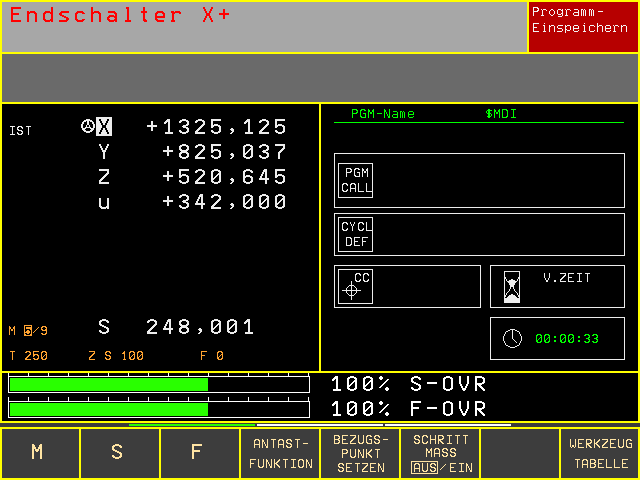 Endschalter X+
Programm-
Einspeichern
IST X +1325,125
Y +825,037
Z +520,645
u +342,000
S 248,001
M 5/9
T 250 Z S 100 F 0
PGM-Name $MDI
PGM
CALL
CYCL
DEF
CC
V.ZEIT
00:00:33
100% S-OVR
100% F-OVR
M
S
F
ANTAST-
FUNKTION
BEZUGS-
PUNKT
SETZEN
SCHRITT
MASS
AUS/EIN
WERKZEUG
TABELLE